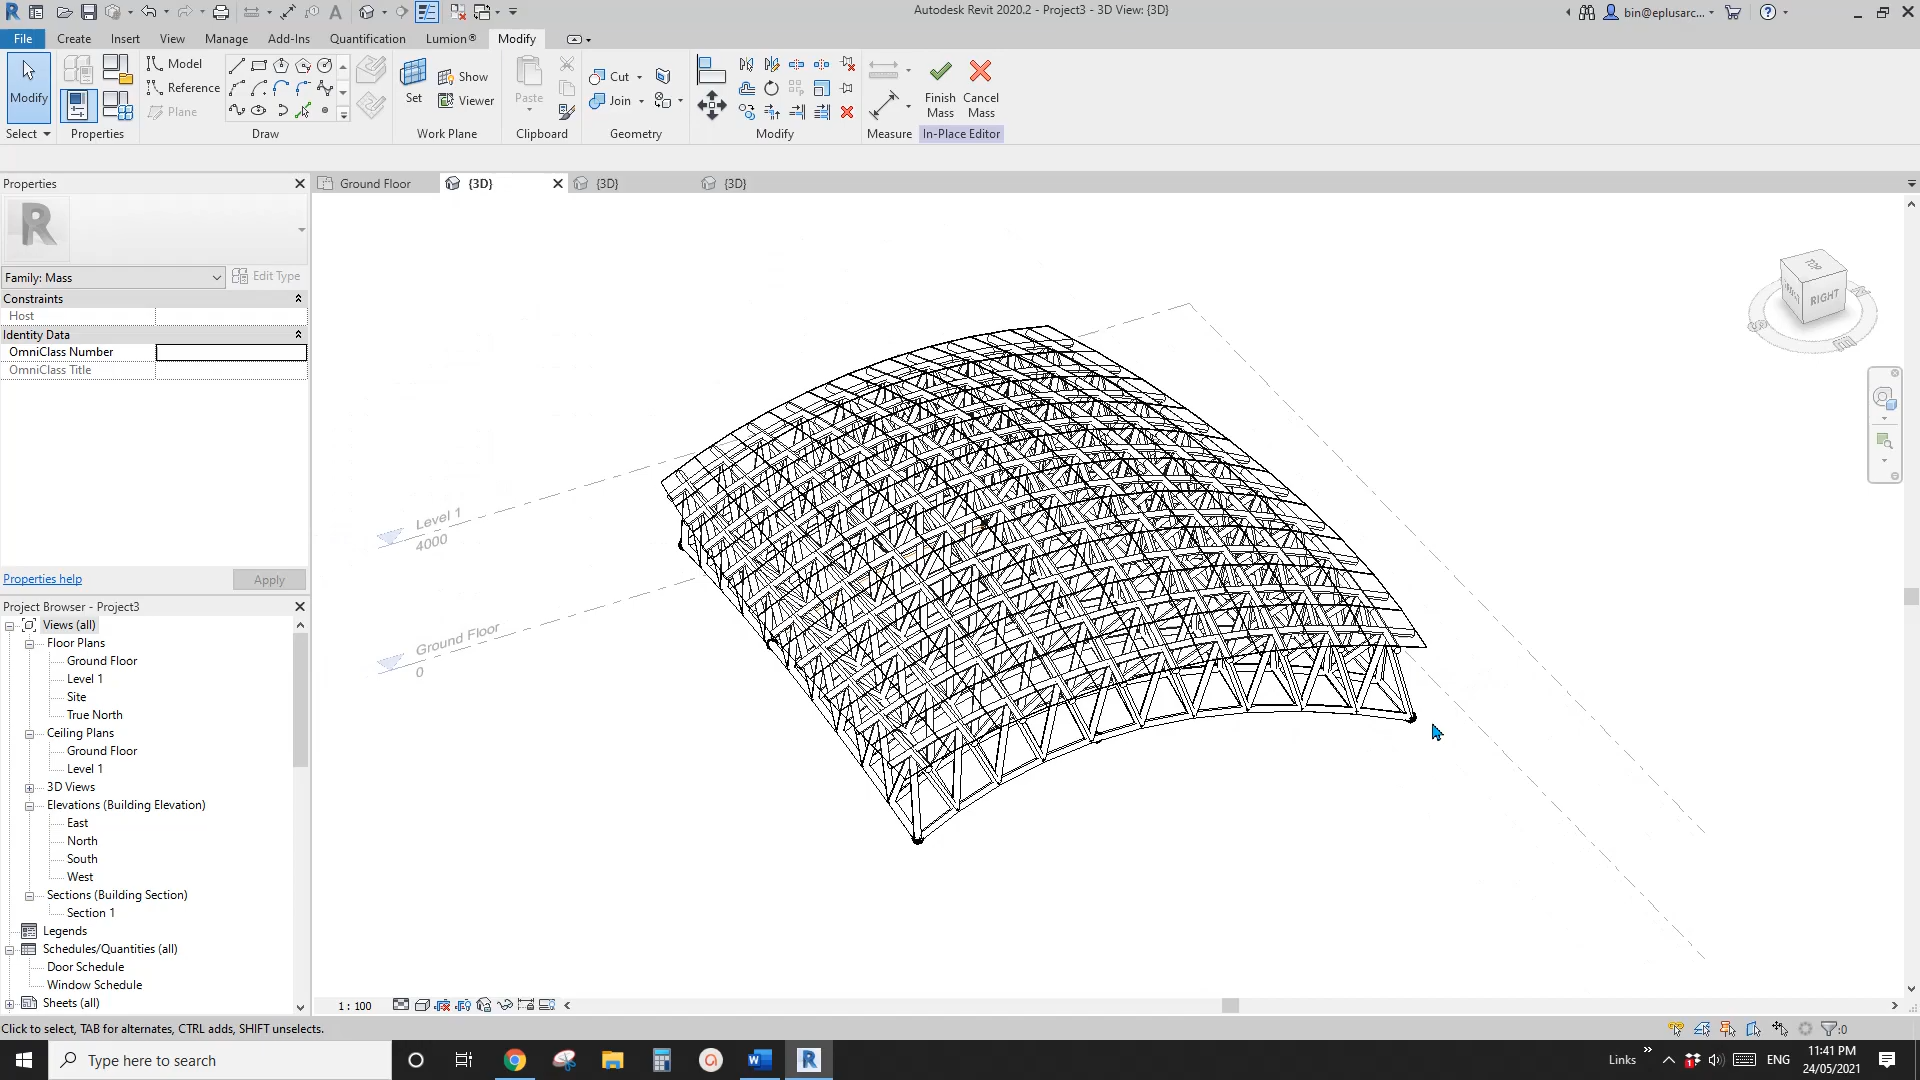 Autodesk Revit 2020.2 - Project3 - 3D View: {3D}
bin@eplusarc...
File Create Insert View Manage Add-Ins Quantification Lumion® Modify
Modify
Select
Properties
Model
Reference
Plane
Draw
Set
Show
Viewer
Work Plane
Paste
Clipboard
Cut
Join
Geometry
Modify
Measure
Finish Mass
Cancel Mass
In-Place Editor
Properties
Ground Floor
{3D}
{3D}
{3D}
Family: Mass
Edit Type
Constraints
Host
Identity Data
OmniClass Number
OmniClass Title
Properties help
Apply
Project Browser - Project3
Views (all)
Floor Plans
Ground Floor
Level 1
Site
True North
Ceiling Plans
Ground Floor
Level 1
3D Views
Elevations (Building Elevation)
East
North
South
West
Sections (Building Section)
Section 1
Legends
Schedules/Quantities (all)
Door Schedule
Window Schedule
Sheets (all)
Level 1
4000
Ground Floor
0
TOP
RIGHT
1 : 100
Click to select, TAB for alternates, CTRL adds, SHIFT unselects.
:0
Type here to search
Links
ENG
11:41 PM
24/05/2021